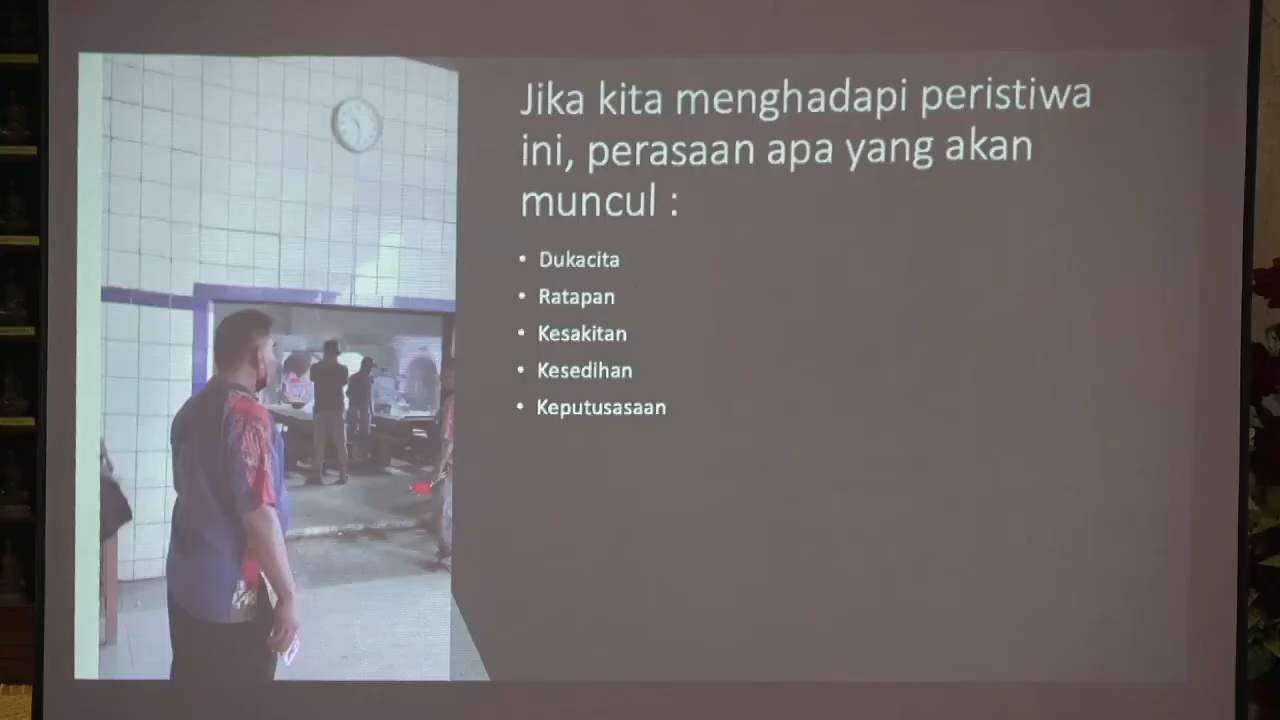 Jika kita menghadapi peristiwa
ini, perasaan apa yang akan
muncul :
• Dukacita
• Ratapan
• Kesakitan
• Kesedihan
• Keputusasaan